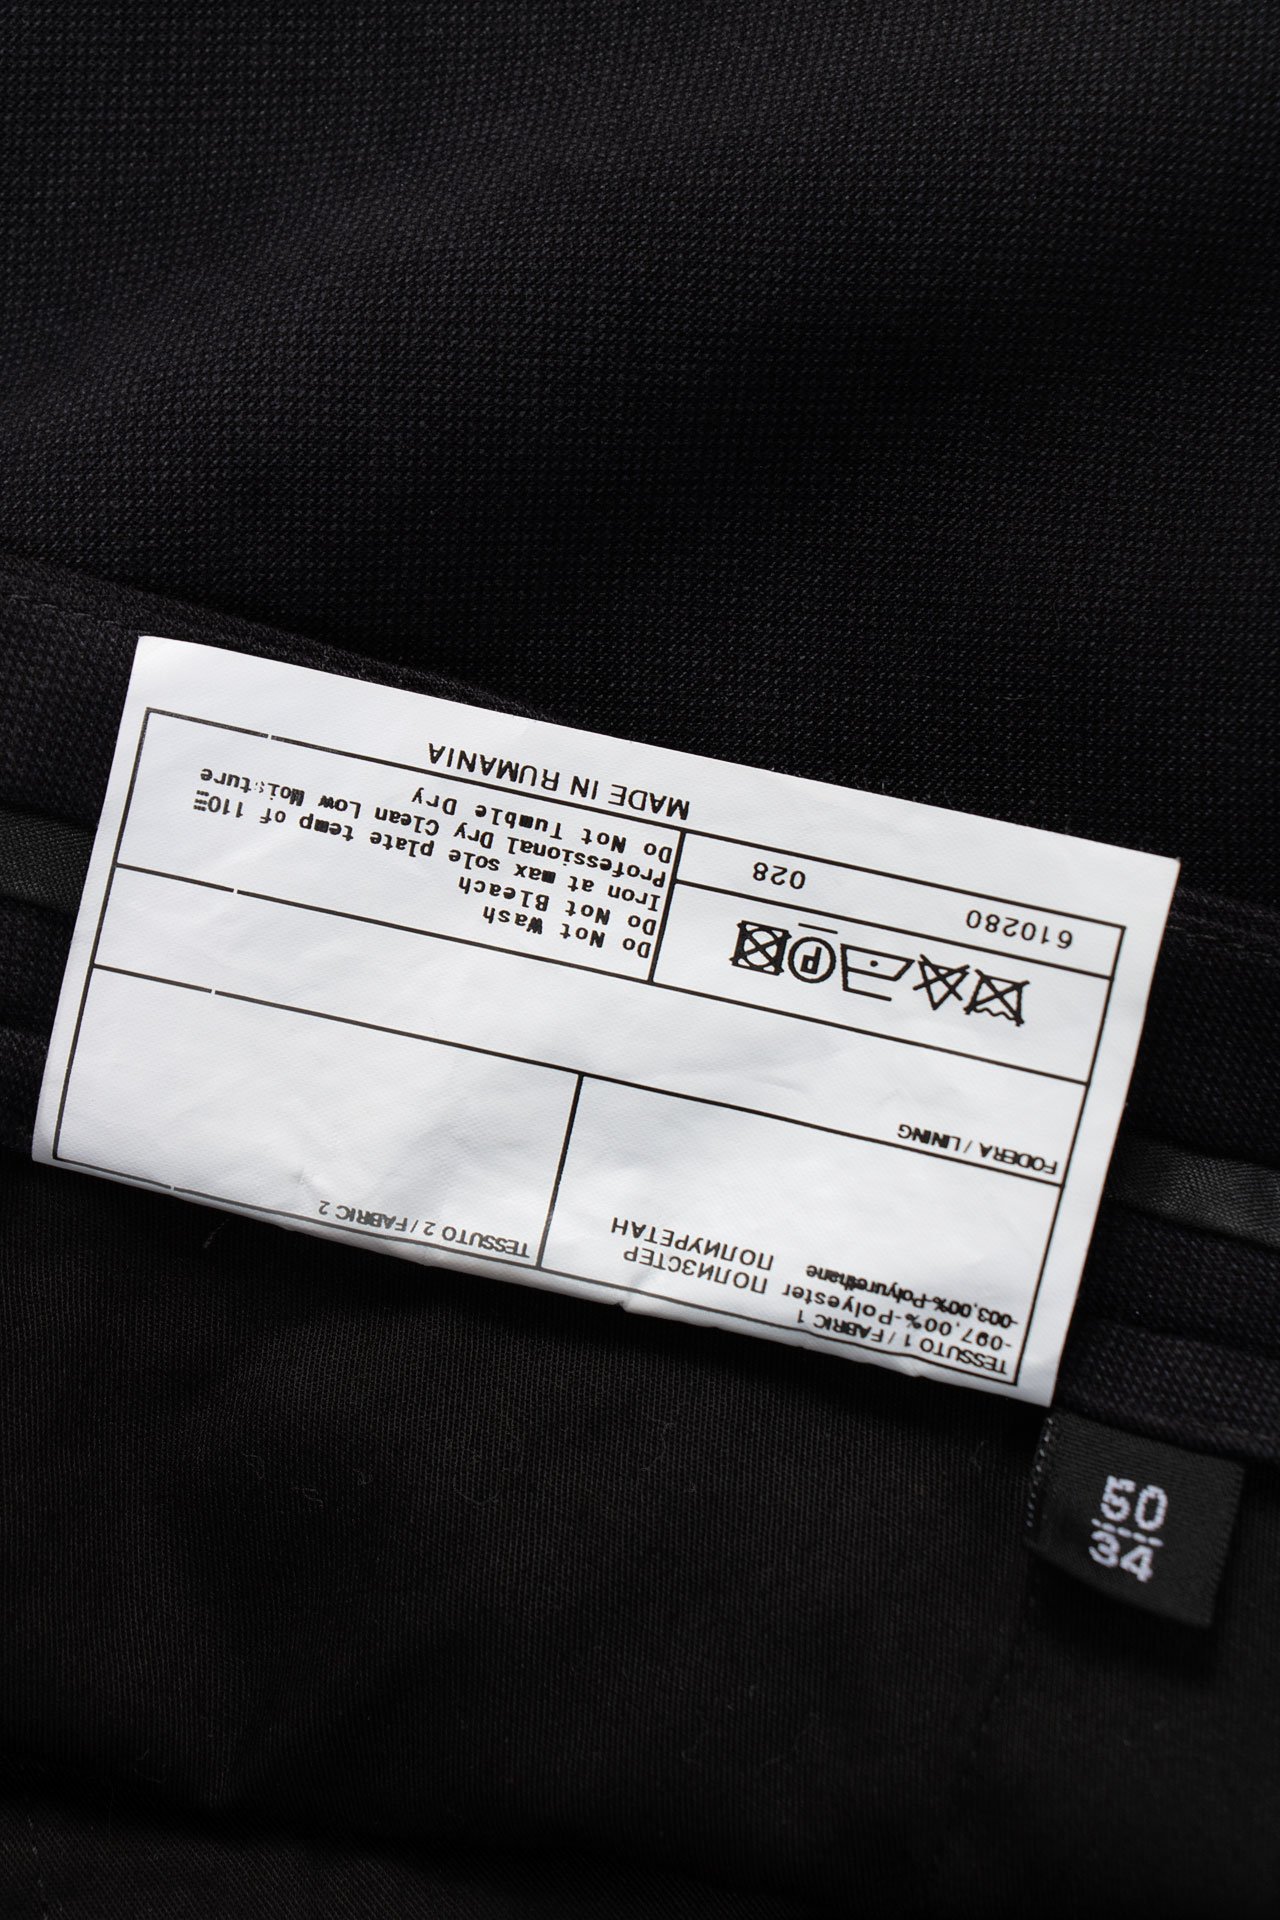 TESSUTO 1 / FABRIC 1
-097,00%-Polyester ПОЛИЭСТЕР
-003,00%-Polyurethane ПОЛИУРЕТАН
TESSUTO 2 / FABRIC 2
FODERA / LINING
Do Not Wash
Do Not Bleach
Iron at max sole plate temp of 110
Professional Dry Clean Low Moisture
Do Not Tumble Dry
P
610280
028
MADE IN RUMANIA
50
34